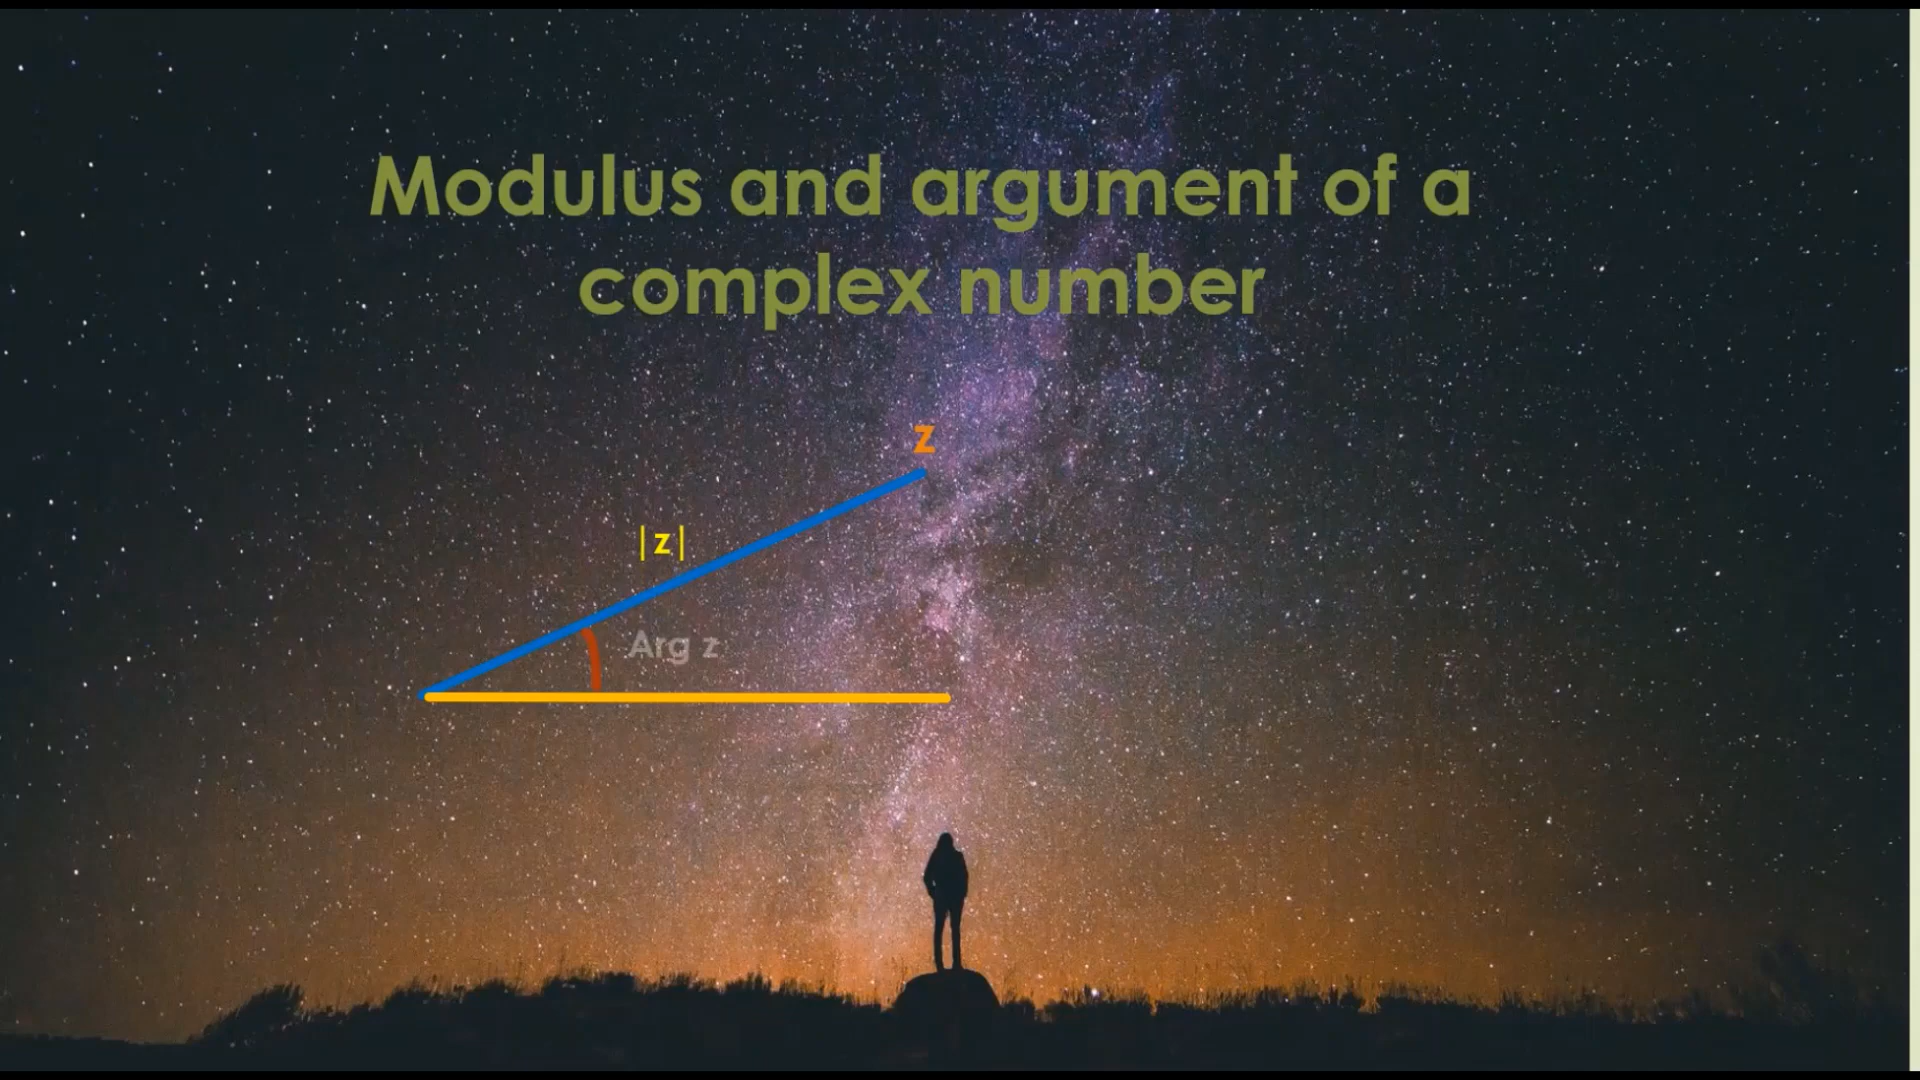 Modulus and argument of a
complex number
z
|z|
Arg z